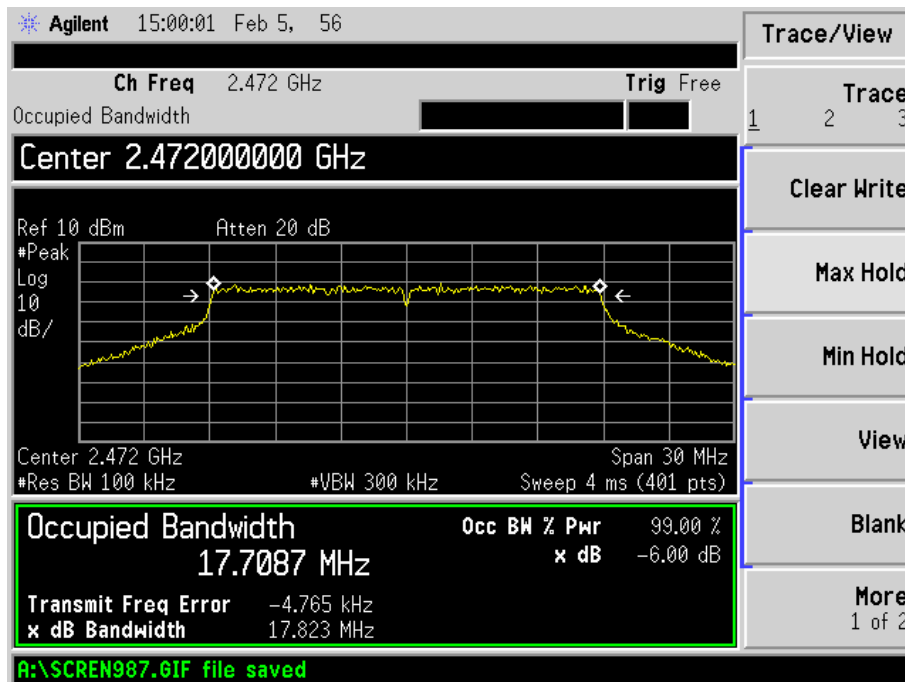 Agilent 15:00:01 Feb 5, 56
Trace/View
Ch Freq 2.472 GHz Trig Free
Occupied Bandwidth
Trace
1 2 3
Center 2.472000000 GHz
Clear Write
Ref 10 dBm Atten 20 dB
#Peak
Log
10
dB/
Max Hold
Min Hold
View
Center 2.472 GHz Span 30 MHz
#Res BW 100 kHz #VBW 300 kHz Sweep 4 ms (401 pts)
Occupied Bandwidth
17.7087 MHz
Occ BW % Pwr 99.00 %
x dB -6.00 dB
Blank
Transmit Freq Error -4.765 kHz
x dB Bandwidth 17.823 MHz
More
1 of 2
A:\SCREN987.GIF file saved